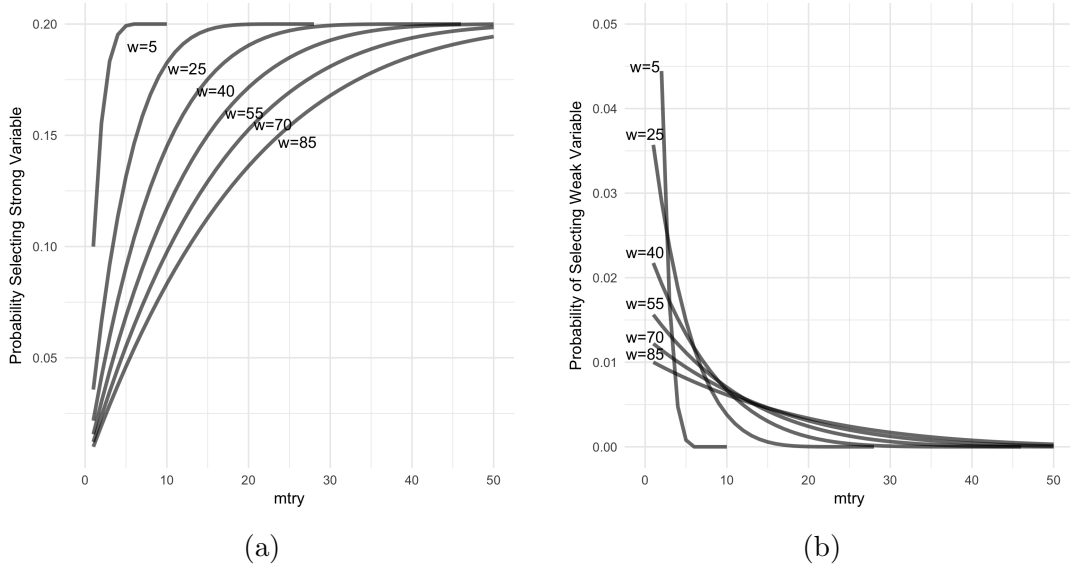 Probability Selecting Strong Variable
0.20
0.15
0.10
0.05
w=5
w=25
w=40
w=55
w=70
w=85
0
10
20
30
40
50
mtry
(a)
Probability of Selecting Weak Variable
0.05
0.04
0.03
0.02
0.01
0.00
w=5
w=25
w=40
w=55
w=70
w=85
0
10
20
30
40
50
mtry
(b)